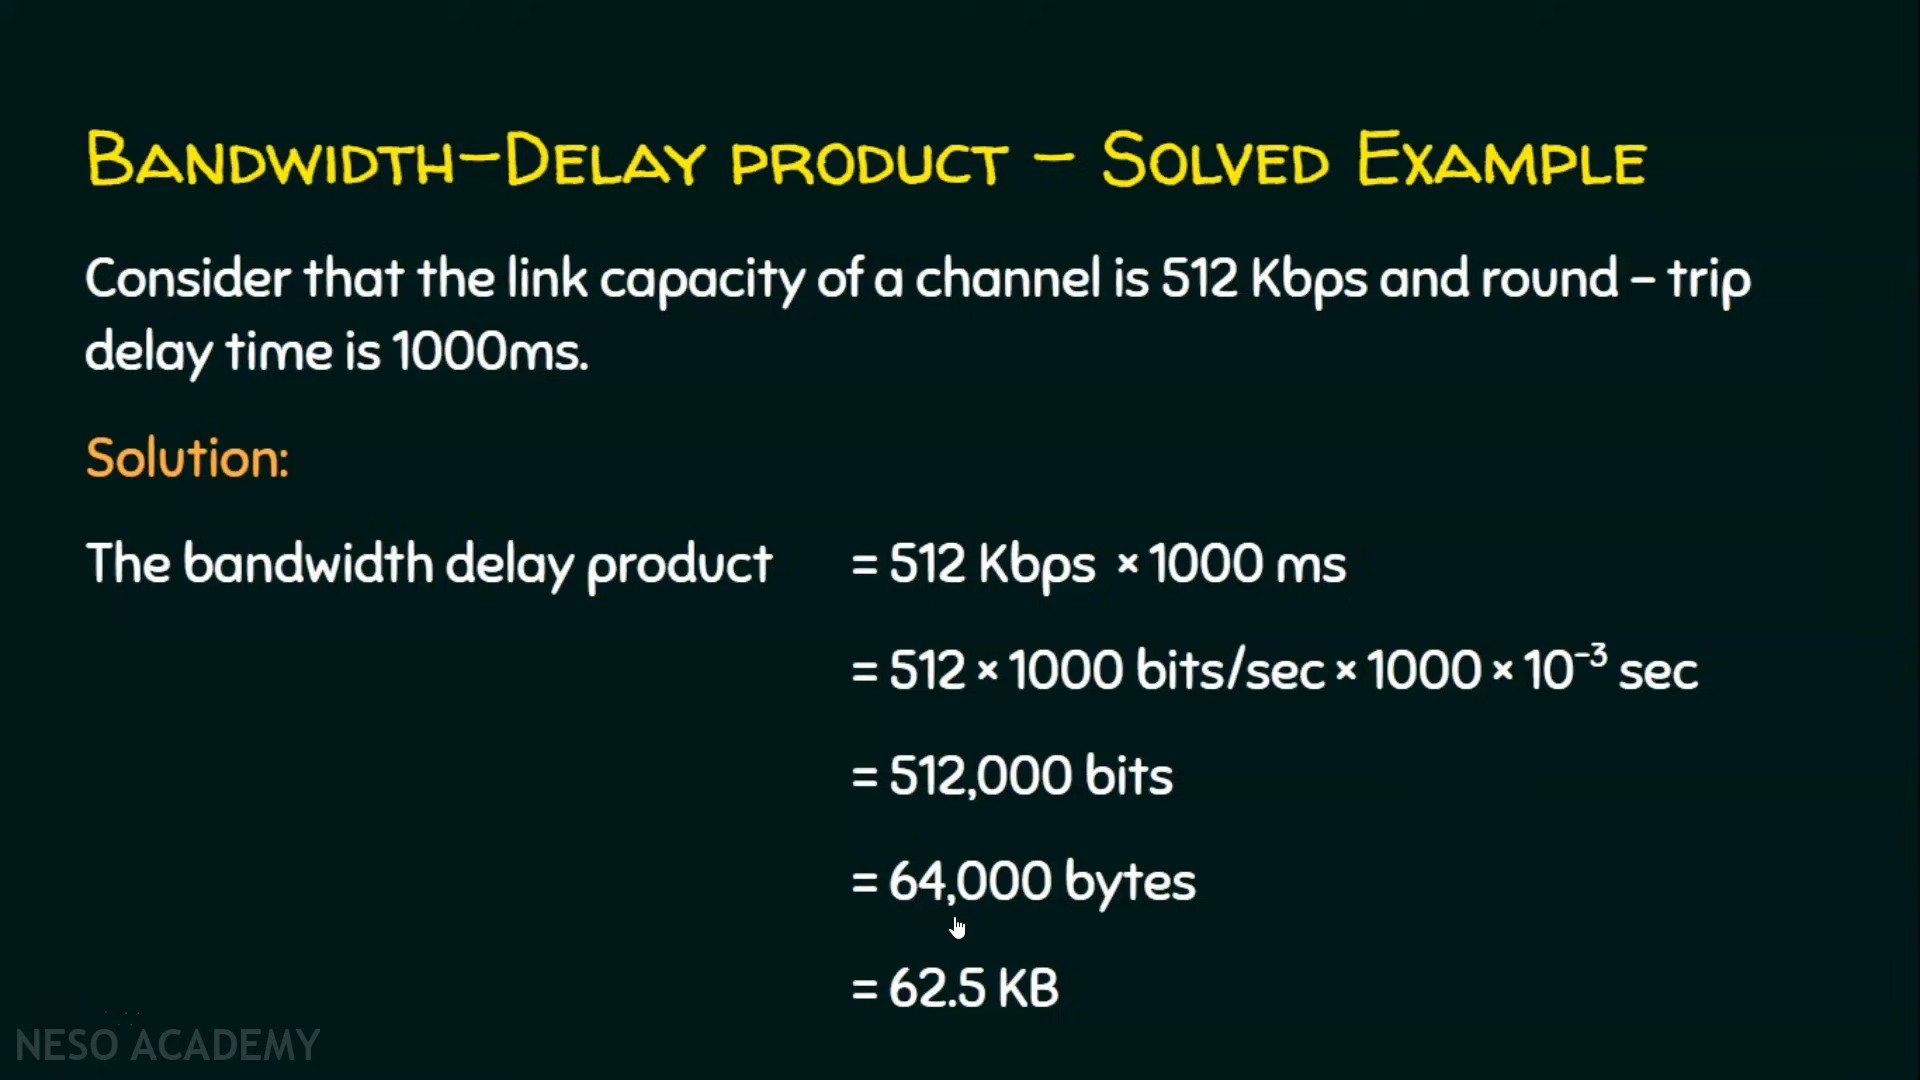 BANDWIDTH-DELAY PRODUCT – SOLVED EXAMPLE
Consider that the link capacity of a channel is 512 Kbps and round – trip
delay time is 1000ms.
Solution:
The bandwidth delay product = 512 Kbps × 1000 ms
= 512 × 1000 bits/sec × 1000 × 10⁻³ sec
= 512,000 bits
= 64,000 bytes
= 62.5 KB
NESO ACADEMY